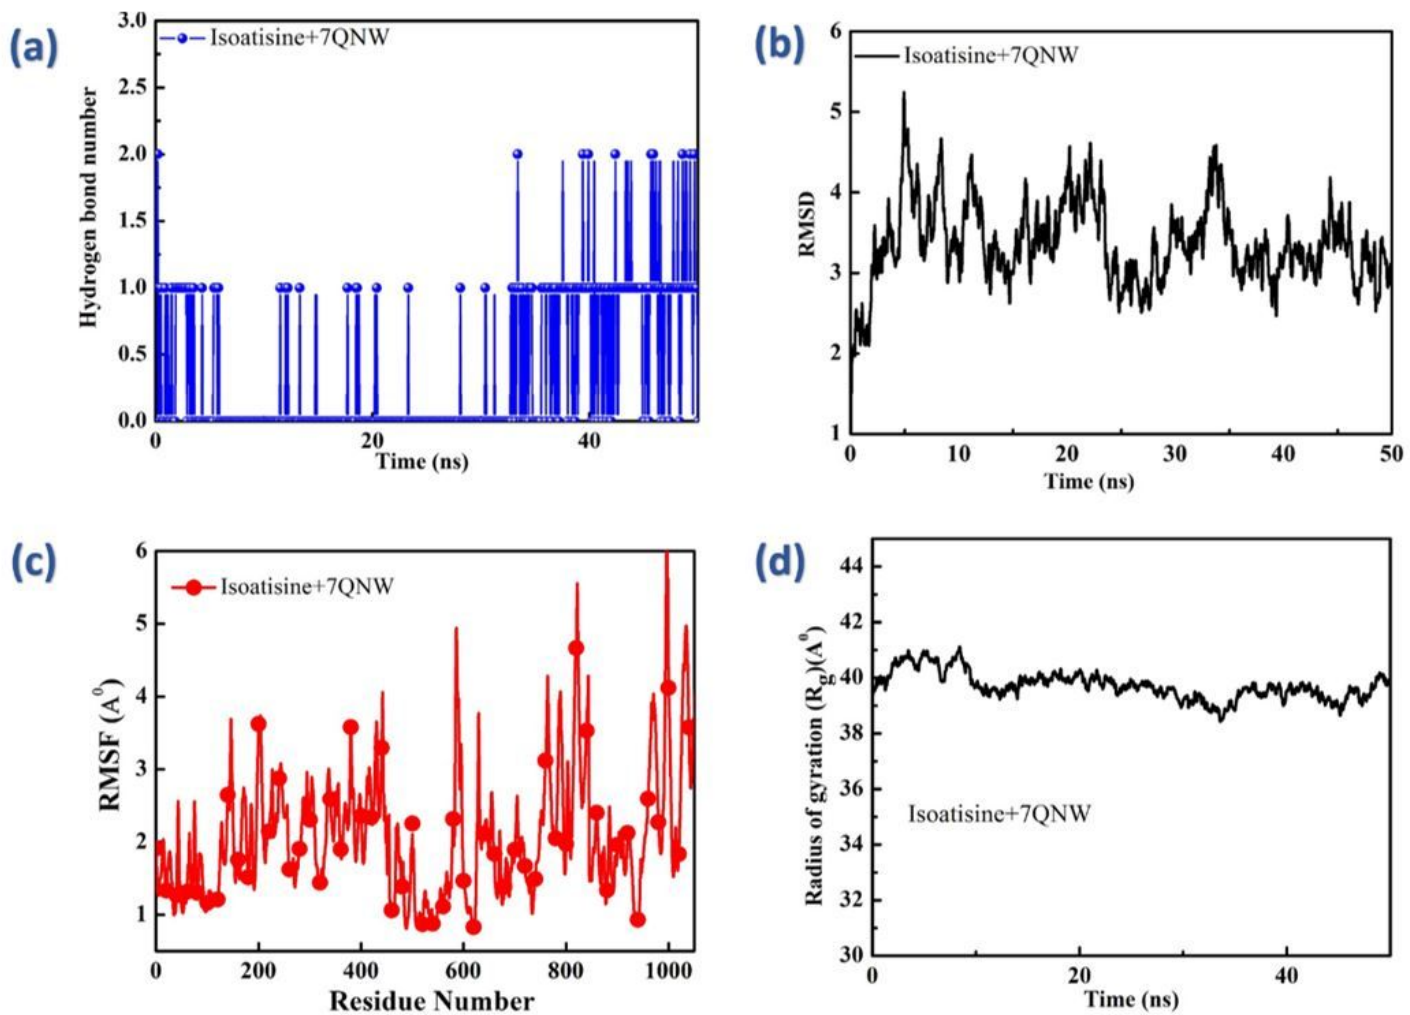 (a)
Isoatisine+7QNW
Hydrogen bond number
3.0
2.5
2.0
1.5
1.0
0.5
0.0
0 20 40
Time (ns)
(b)
Isoatisine+7QNW
RMSD
6
5
4
3
2
1
0 10 20 30 40 50
Time (ns)
(c)
Isoatisine+7QNW
RMSF (A⁰)
6
5
4
3
2
1
0 200 400 600 800 1000
Residue Number
(d)
Isoatisine+7QNW
Radius of gyration (Rg)(A⁰)
44
42
40
38
36
34
32
30
0 20 40
Time (ns)